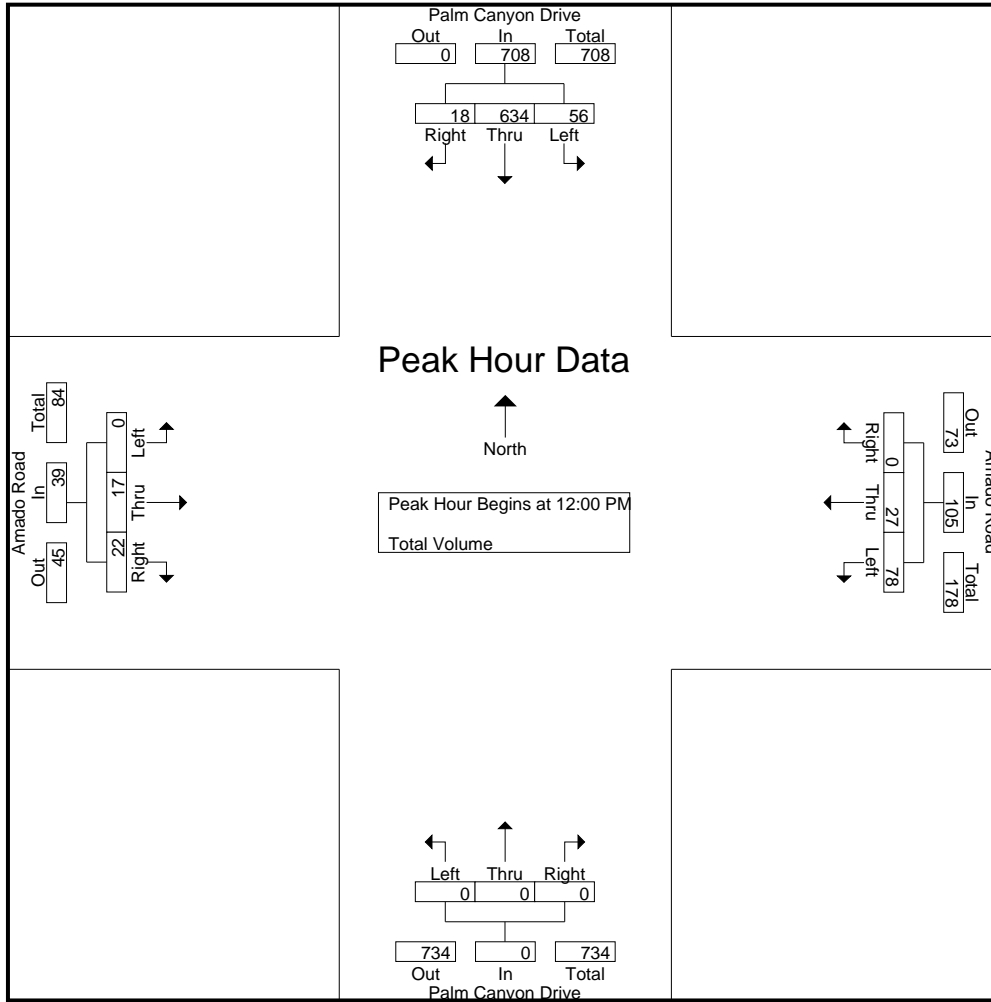 Palm Canyon Drive
Out In Total
0 708 708
18 634 56
Right Thru Left
Peak Hour Data
North
Peak Hour Begins at 12:00 PM
Total Volume
Amado Road
Total In Out
84 39 45
0 17 22
Left Thru Right
Amado Road
Out In Total
73 105 178
0 27 78
Right Thru Left
Left Thru Right
0 0 0
734 0 734
Out In Total
Palm Canyon Drive